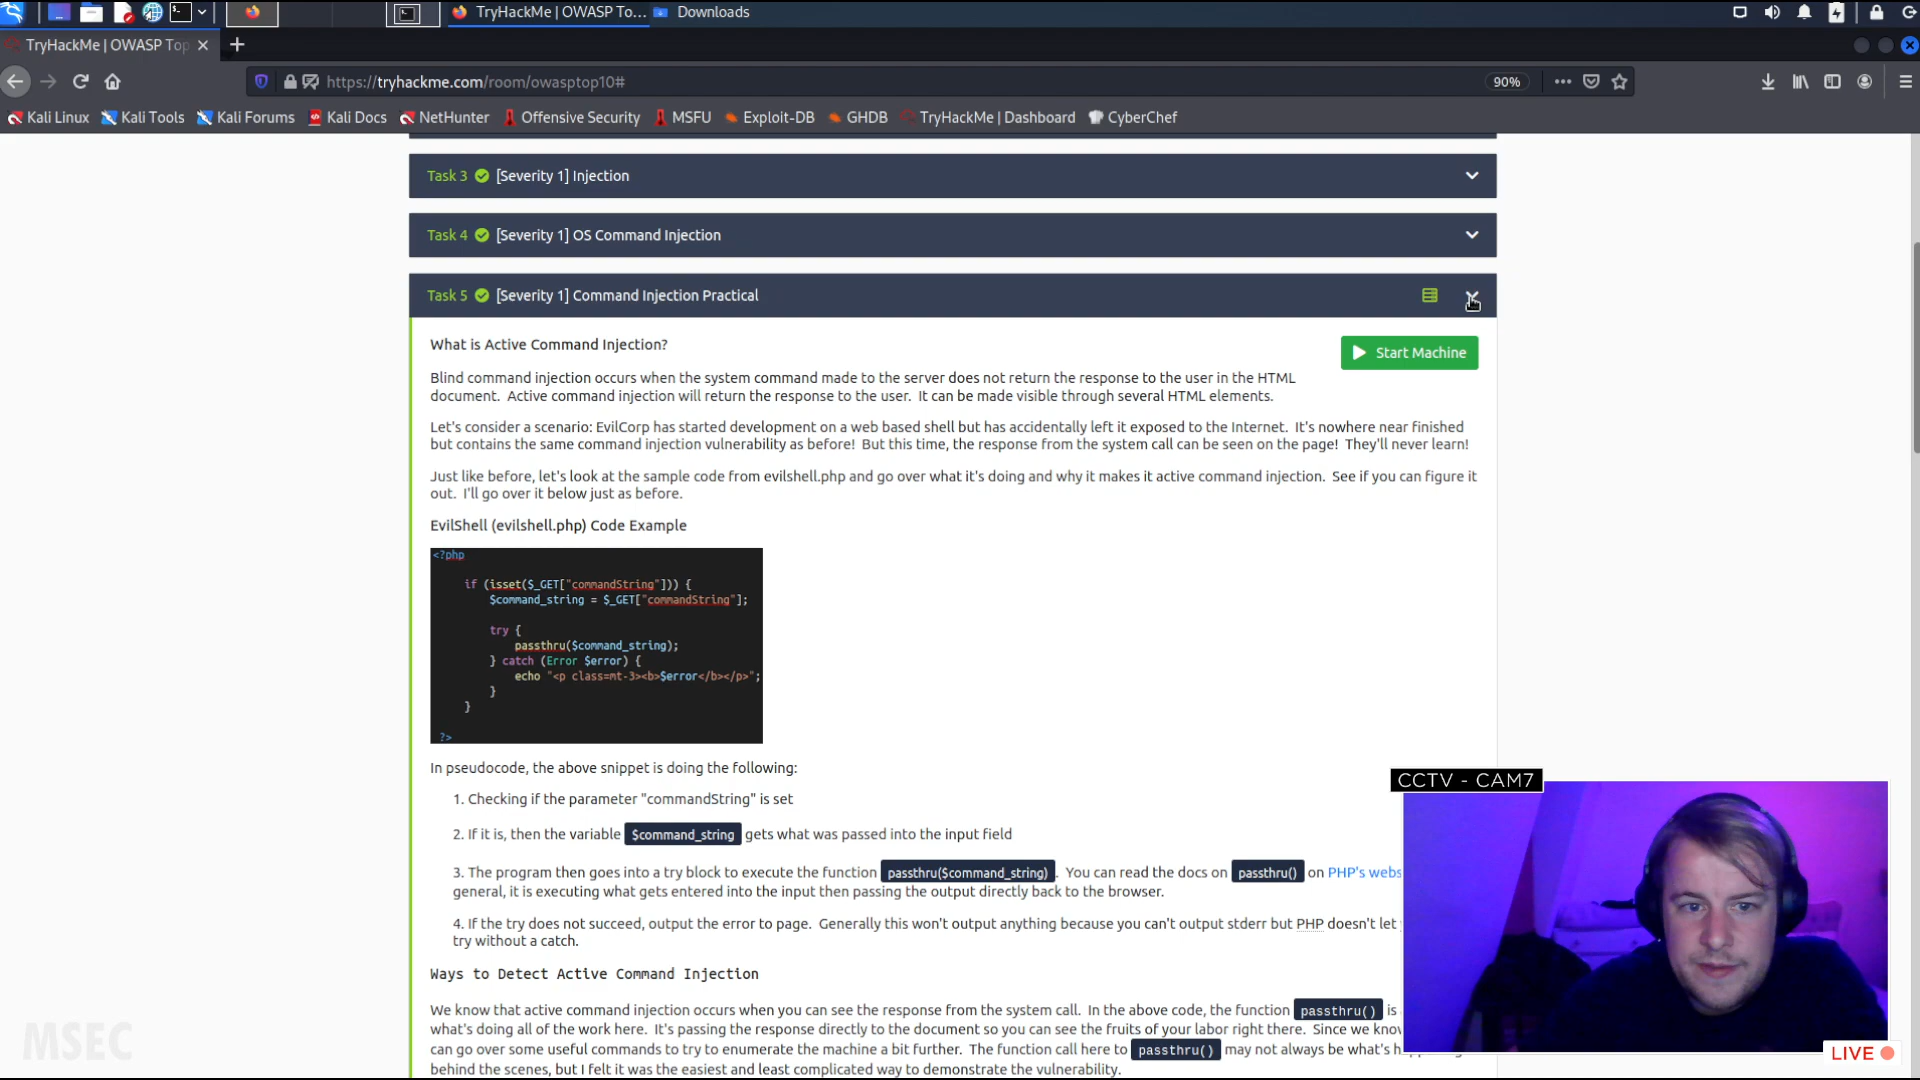 TryHackMe | OWASP To... Downloads
TryHackMe | OWASP Top
https://tryhackme.com/room/owasptop10# 90%
Kali Linux Kali Tools Kali Forums Kali Docs NetHunter Offensive Security MSFU Exploit-DB GHDB TryHackMe | Dashboard CyberChef
Task 3 [Severity 1] Injection
Task 4 [Severity 1] OS Command Injection
Task 5 [Severity 1] Command Injection Practical
What is Active Command Injection?
Start Machine
Blind command injection occurs when the system command made to the server does not return the response to the user in the HTML
document.  Active command injection will return the response to the user.  It can be made visible through several HTML elements.
Let's consider a scenario: EvilCorp has started development on a web based shell but has accidentally left it exposed to the Internet.  It's nowhere near finished
but contains the same command injection vulnerability as before!  But this time, the response from the system call can be seen on the page!  They'll never learn!
Just like before, let's look at the sample code from evilshell.php and go over what it's doing and why it makes it active command injection.  See if you can figure it
out.  I'll go over it below just as before.
EvilShell (evilshell.php) Code Example
<?php
if (isset($_GET["commandString"])) {
$command_string = $_GET["commandString"];
try {
passthru($command_string);
} catch (Error $error) {
echo "<p class=mt-3><b>$error</b></p>";
}
}
?>
In pseudocode, the above snippet is doing the following:
1. Checking if the parameter "commandString" is set
2. If it is, then the variable $command_string gets what was passed into the input field
3. The program then goes into a try block to execute the function passthru($command_string).  You can read the docs on passthru() on PHP's webs
general, it is executing what gets entered into the input then passing the output directly back to the browser.
4. If the try does not succeed, output the error to page.  Generally this won't output anything because you can't output stderr but PHP doesn't let
try without a catch.
Ways to Detect Active Command Injection
We know that active command injection occurs when you can see the response from the system call.  In the above code, the function passthru() is
what's doing all of the work here.  It's passing the response directly to the document so you can see the fruits of your labor right there.  Since we know
can go over some useful commands to try to enumerate the machine a bit further.  The function call here to passthru() may not always be what's
behind the scenes, but I felt it was the easiest and least complicated way to demonstrate the vulnerability.
CCTV - CAM7
MSEC
LIVE